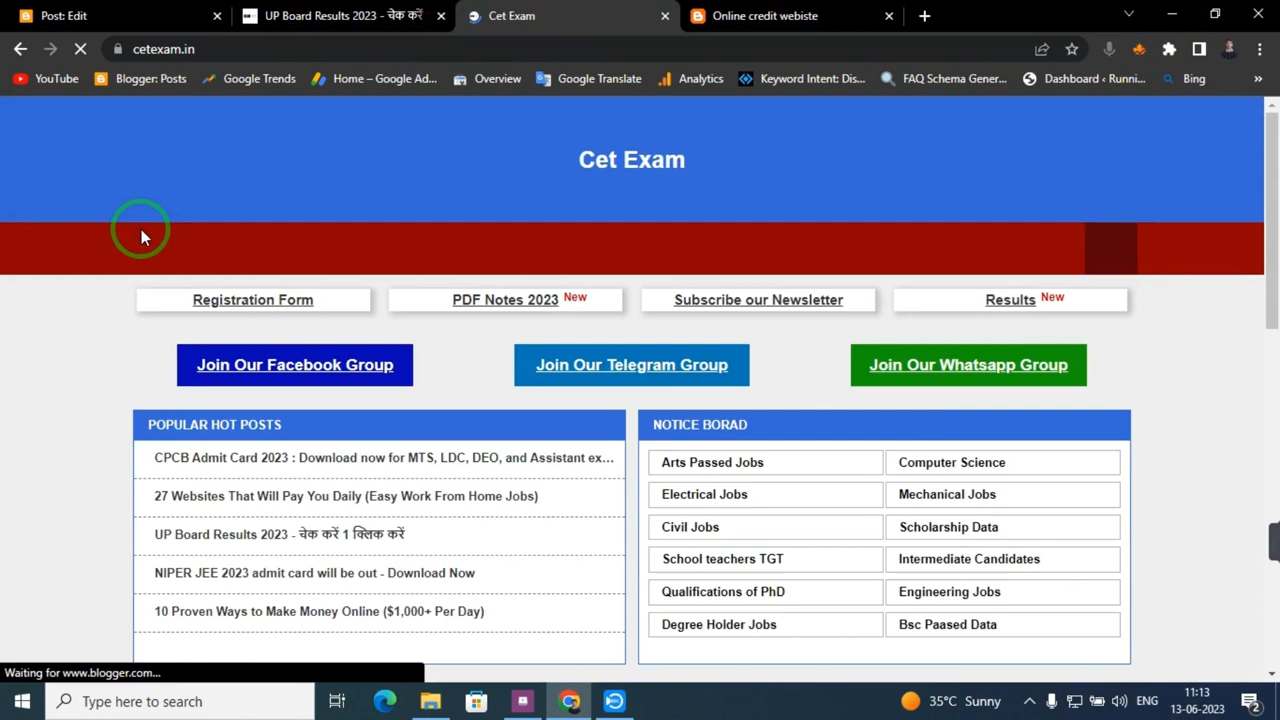 Post: Edit
UP Board Results 2023 - चेक करें
Cet Exam
Online credit webiste
cetexam.in
YouTube
Blogger: Posts
Google Trends
Home – Google Ad...
Overview
Google Translate
Analytics
Keyword Intent: Dis...
FAQ Schema Gener...
Dashboard ‹ Runni...
Bing
Cet Exam
Registration Form
PDF Notes 2023 New
Subscribe our Newsletter
Results New
Join Our Facebook Group
Join Our Telegram Group
Join Our Whatsapp Group
POPULAR HOT POSTS
CPCB Admit Card 2023 : Download now for MTS, LDC, DEO, and Assistant ex...
27 Websites That Will Pay You Daily (Easy Work From Home Jobs)
UP Board Results 2023 - चेक करें 1 क्लिक करें
NIPER JEE 2023 admit card will be out - Download Now
10 Proven Ways to Make Money Online ($1,000+ Per Day)
NOTICE BORAD
Arts Passed Jobs
Computer Science
Electrical Jobs
Mechanical Jobs
Civil Jobs
Scholarship Data
School teachers TGT
Intermediate Candidates
Qualifications of PhD
Engineering Jobs
Degree Holder Jobs
Bsc Paased Data
Waiting for www.blogger.com...
Type here to search
35°C Sunny
ENG
11:13
13-06-2023
2